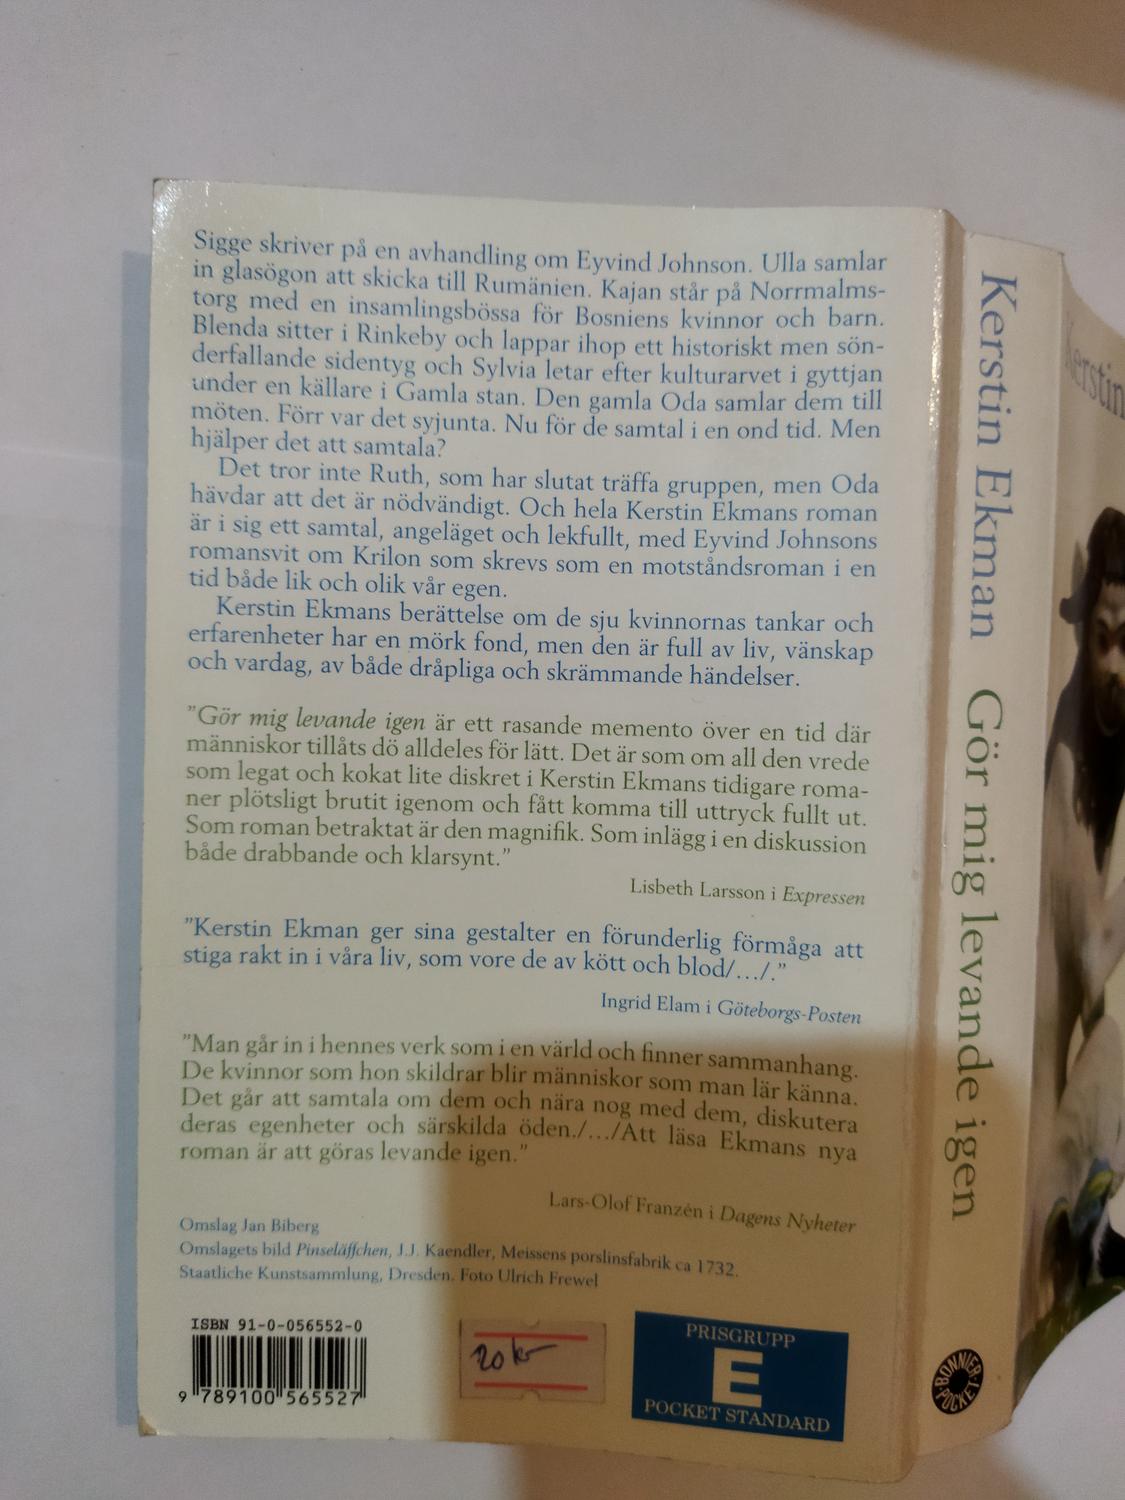 Sigge skriver på en avhandling om Eyvind Johnson. Ulla samlar
in glasögon att skicka till Rumänien. Kajan står på Norrmalms-
torg med en insamlingsbössa för Bosniens kvinnor och barn.
Blenda sitter i Rinkeby och lappar ihop ett historiskt men sön-
derfallande sidentyg och Sylvia letar efter kulturarvet i gyttjan
under en källare i Gamla stan. Den gamla Oda samlar dem till
möten. Förr var det syjunta. Nu för de samtal i en ond tid. Men
hjälper det att samtala?
Det tror inte Ruth, som har slutat träffa gruppen, men Oda
hävdar att det är nödvändigt. Och hela Kerstin Ekmans roman
är i sig ett samtal, angeläget och lekfullt, med Eyvind Johnsons
romansvit om Krilon som skrevs som en motståndsroman i en
tid både lik och olik vår egen.
Kerstin Ekmans berättelse om de sju kvinnornas tankar och
erfarenheter har en mörk fond, men den är full av liv, vänskap
och vardag, av både dråpliga och skrämmande händelser.
”Gör mig levande igen är ett rasande memento över en tid där
människor tillåts dö alldeles för lätt. Det är som om all den vrede
som legat och kokat lite diskret i Kerstin Ekmans tidigare roma-
ner plötsligt brutit igenom och fått komma till uttryck fullt ut.
Som roman betraktat är den magnifik. Som inlägg i en diskussion
både drabbande och klarsynt.”
Lisbeth Larsson i Expressen
”Kerstin Ekman ger sina gestalter en förunderlig förmåga att
stiga rakt in i våra liv, som vore de av kött och blod/…/.”
Ingrid Elam i Göteborgs-Posten
”Man går in i hennes verk som i en värld och finner sammanhang.
De kvinnor som hon skildrar blir människor som man lär känna.
Det går att samtala om dem och nära nog med dem, diskutera
deras egenheter och särskilda öden./…/Att läsa Ekmans nya
roman är att göras levande igen.”
Lars-Olof Franzén i Dagens Nyheter
Omslag Jan Biberg
Omslagets bild Pinseläffchen, J.J. Kaendler, Meissens porslinsfabrik ca 1732.
Staatliche Kunstsammlung, Dresden. Foto Ulrich Frewel
ISBN 91-0-056552-0
9 789100 565527
20 kr
PRISGRUPP
E
POCKET STANDARD
Kerstin Ekman Gör mig levande igen
BONNIER POCKET
Kerstin